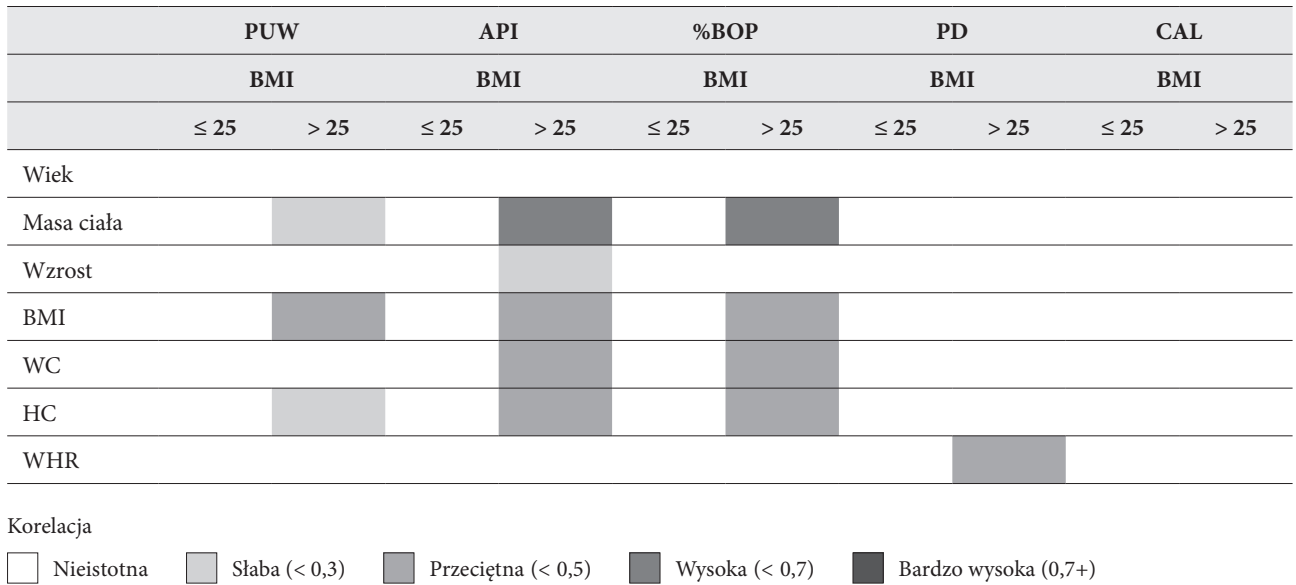 PUW API %BOP PD CAL
BMI BMI BMI BMI BMI
≤ 25 > 25 ≤ 25 > 25 ≤ 25 > 25 ≤ 25 > 25 ≤ 25 > 25
Wiek
Masa ciała
Wzrost
BMI
WC
HC
WHR
Korelacja
Nieistotna Słaba (< 0,3) Przeciętna (< 0,5) Wysoka (< 0,7) Bardzo wysoka (0,7+)